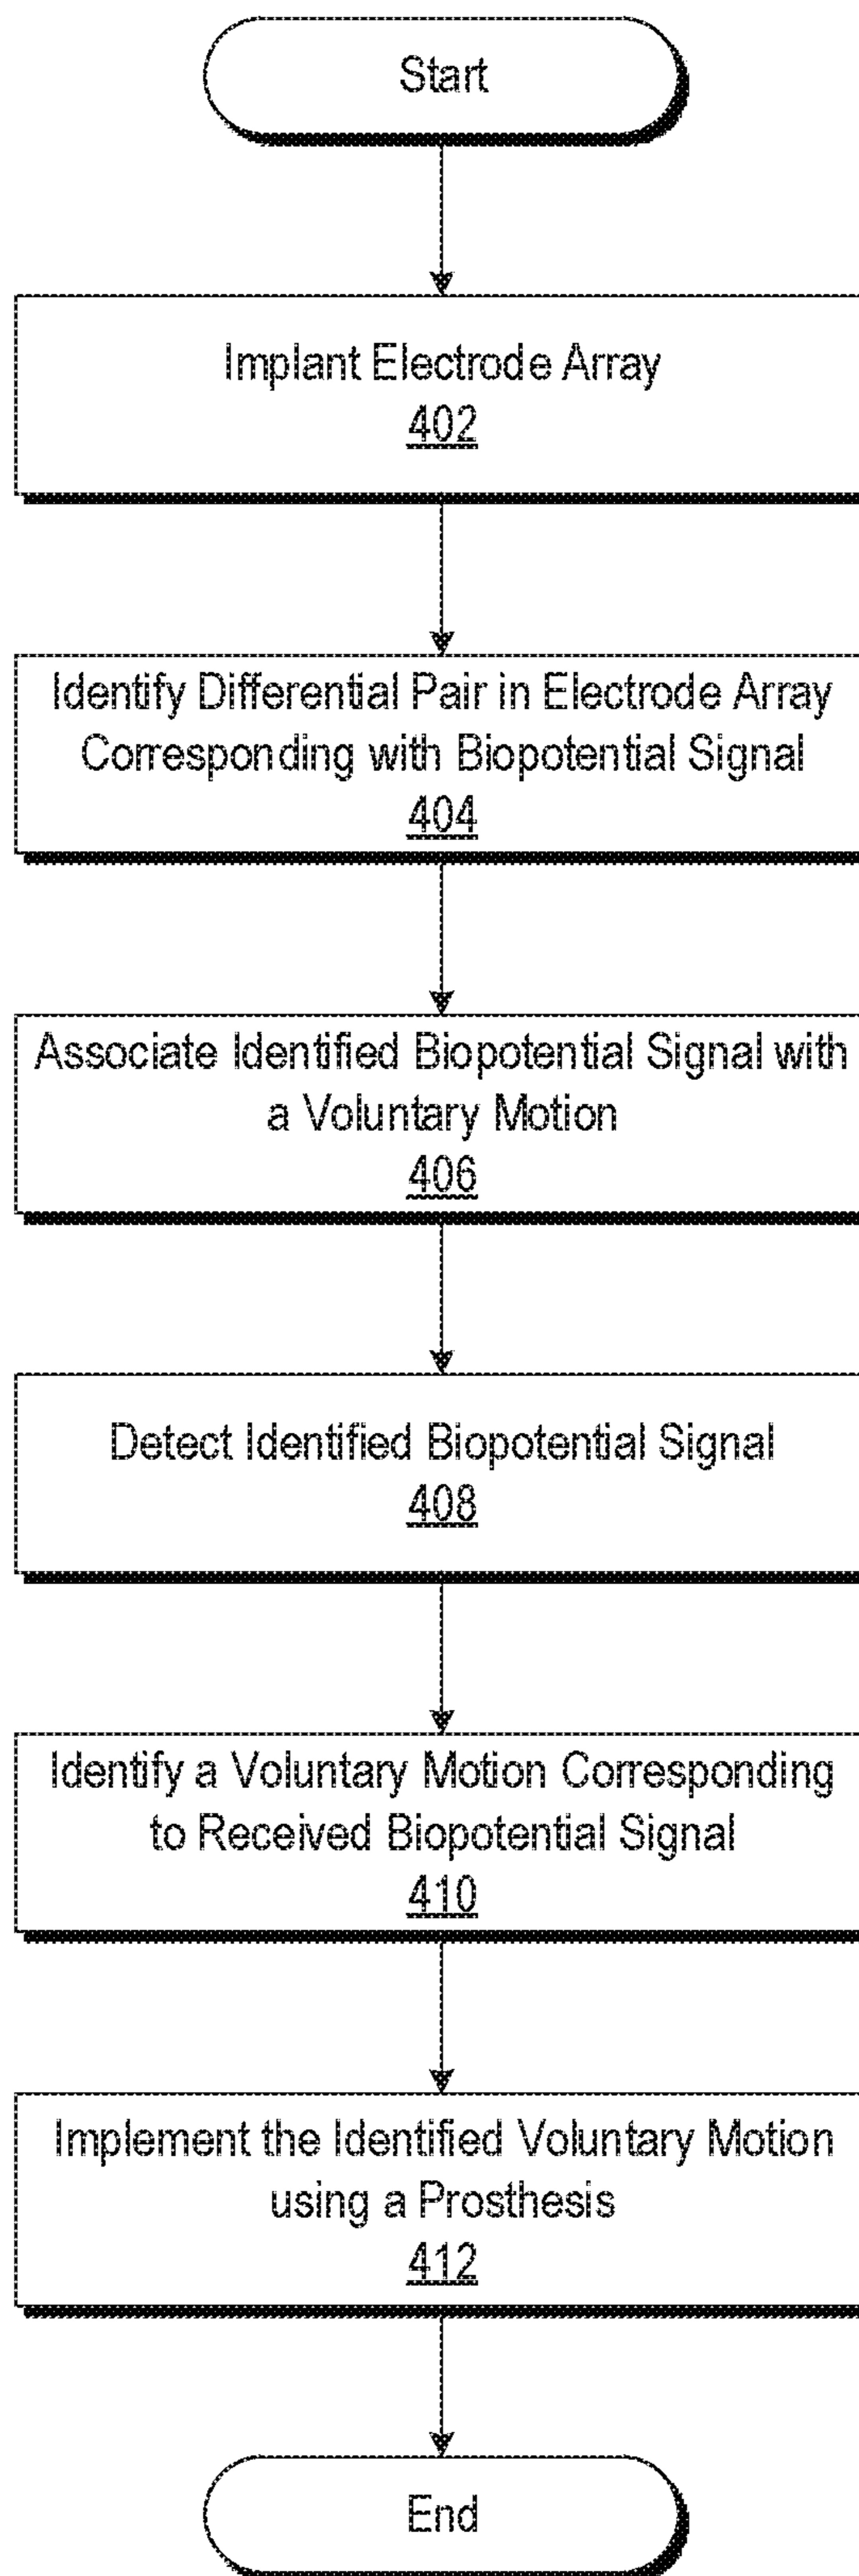 Start
Implant Electrode Array
402
Identify Differential Pair in Electrode Array
Corresponding with Biopotential Signal
404
Associate Identified Biopotential Signal with
a Voluntary Motion
406
Detect Identified Biopotential Signal
408
Identify a Voluntary Motion Corresponding
to Received Biopotential Signal
410
Implement the Identified Voluntary Motion
using a Prosthesis
412
End